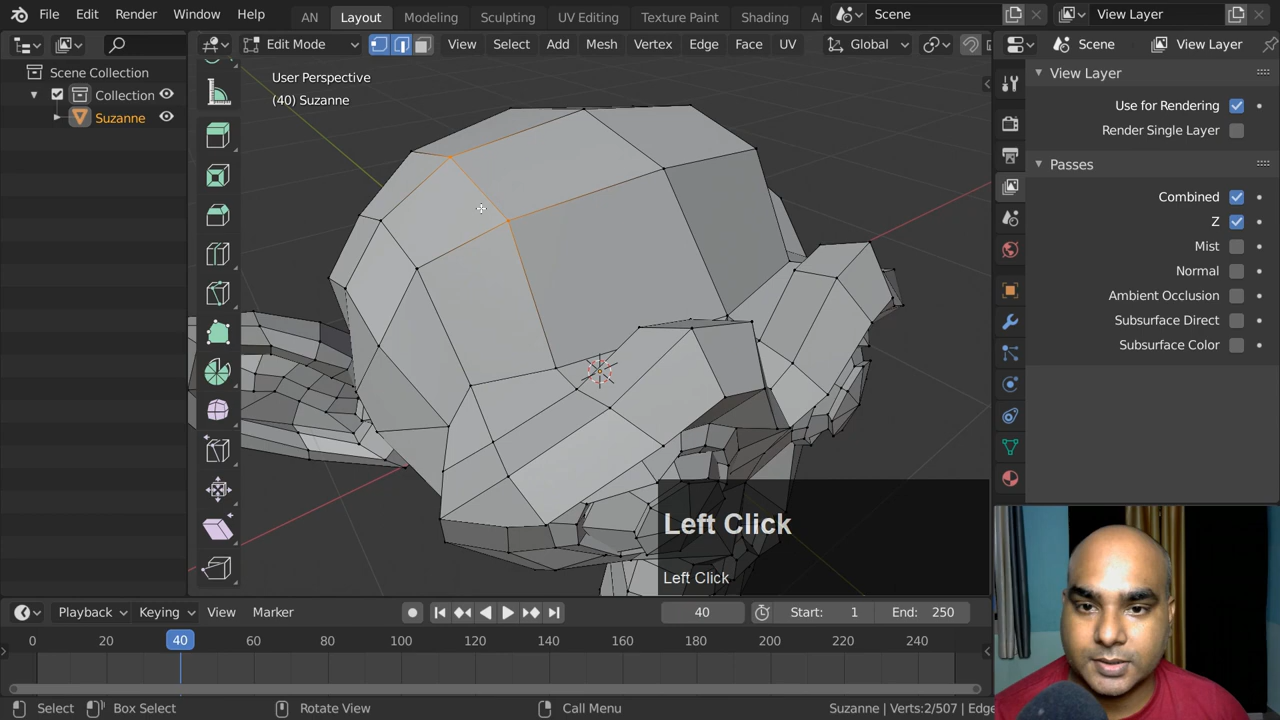 File Edit Render Window Help AN Layout Modeling Sculpting UV Editing Texture Paint Shading Scene View Layer
Edit Mode View Select Add Mesh Vertex Edge Face UV Global Scene View Layer
Scene Collection
Collection
Suzanne
User Perspective
(40) Suzanne
View Layer
Use for Rendering
Render Single Layer
Passes
Combined
Z
Mist
Normal
Ambient Occlusion
Subsurface Direct
Subsurface Color
Left Click
Left Click
Playback Keying View Marker 40 Start: 1 End: 250
0 20 40 60 80 100 120 140 160 180 200 220 240
Select Box Select Rotate View Call Menu Suzanne | Verts:2/507 | Edge